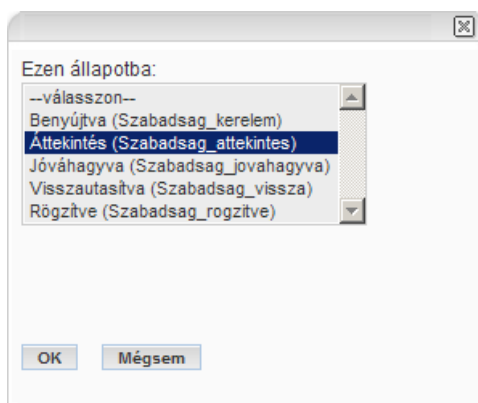 Ezen állapotba:
--válasszon--
Benyújtva (Szabadsag_kerelem)
Áttekintés (Szabadsag_attekintes)
Jóváhagyva (Szabadsag_jovahagyva)
Visszautasítva (Szabadsag_vissza)
Rögzítve (Szabadsag_rogzitve)
OK Mégsem